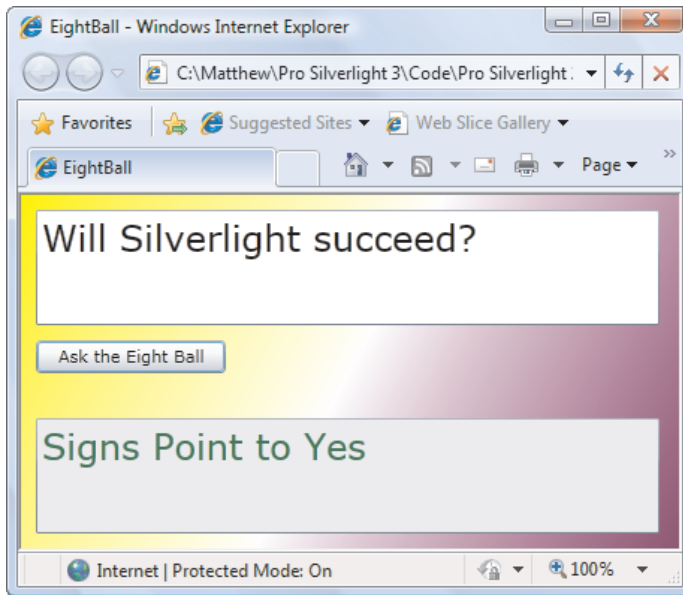 EightBall - Windows Internet Explorer
C:\Matthew\Pro Silverlight 3\Code\Pro Silverlight
Favorites Suggested Sites Web Slice Gallery
EightBall Page »
Will Silverlight succeed?
Ask the Eight Ball
Signs Point to Yes
Internet | Protected Mode: On 100%